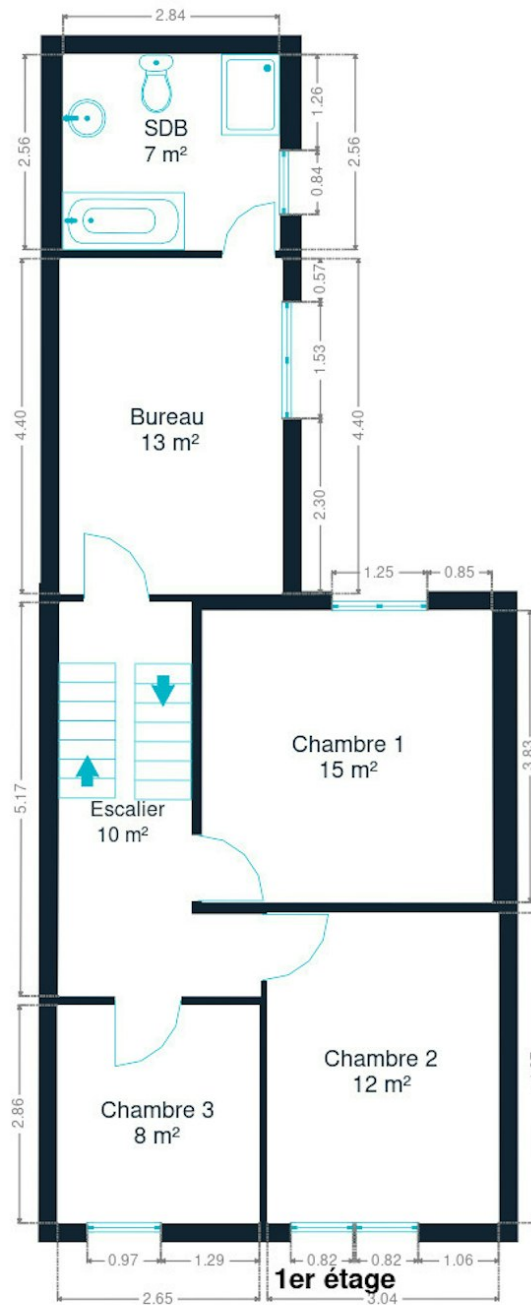 2.84
SDB
7 m²
2.56
1.26
0.84
2.56
Bureau
13 m²
4.40
0.57
1.53
2.30
4.40
1.25
0.85
Chambre 1
15 m²
3.83
Escalier
10 m²
5.17
Chambre 2
12 m²
Chambre 3
8 m²
2.86
0.97
1.29
0.82
0.82
1.06
2.65
3.04
1er étage